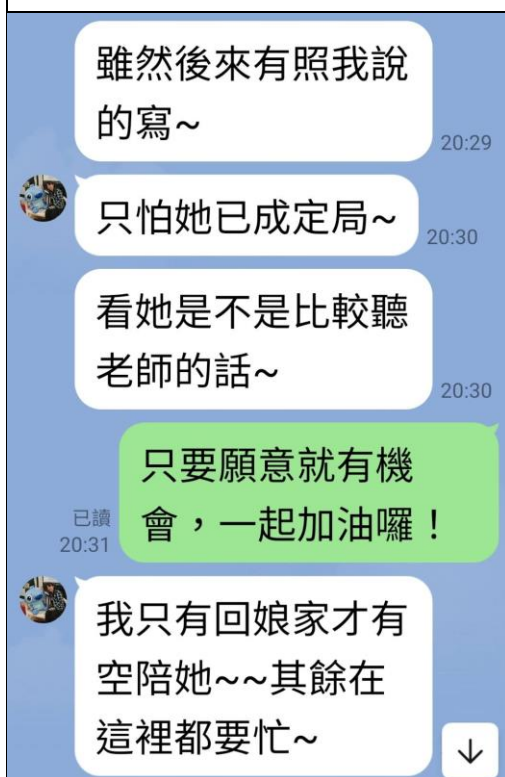 雖然後來有照我說
的寫~
20:29
只怕她已成定局~
20:30
看她是不是比較聽
老師的話~
20:30
只要願意就有機
會，一起加油囉！
已讀
20:31
我只有回娘家才有
空陪她~~其餘在
這裡都要忙~